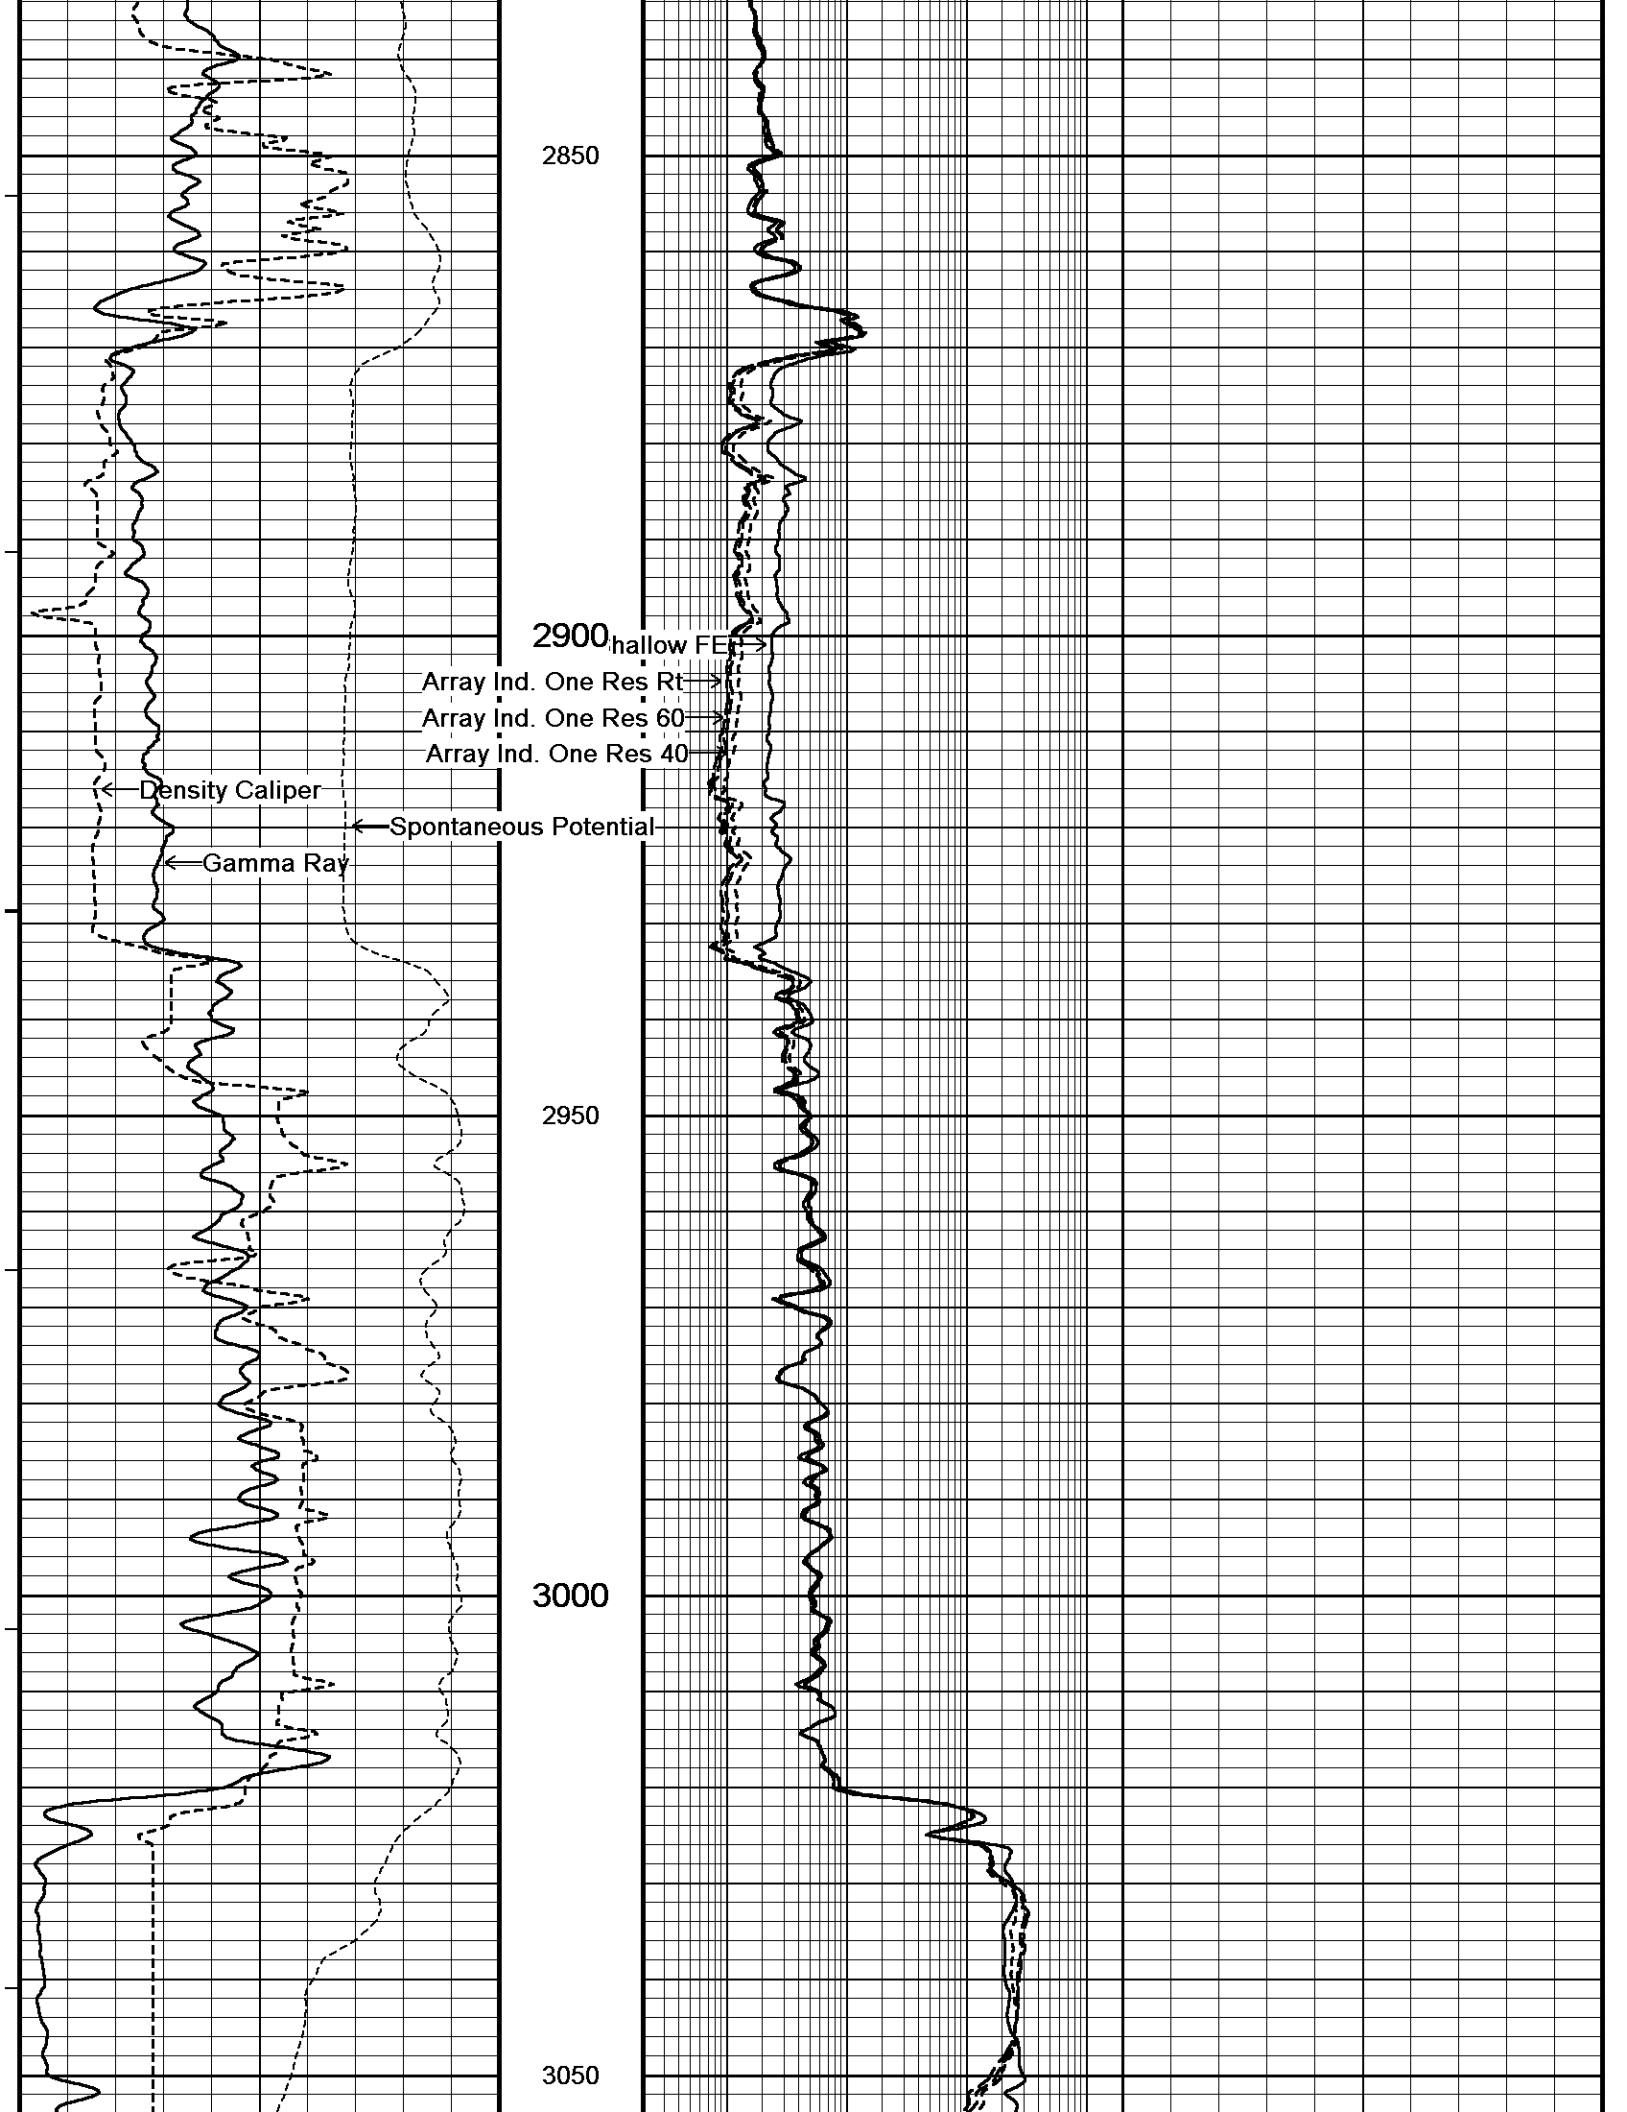 2850
2900
hallow FE
Array Ind. One Res Rt
Array Ind. One Res 60
Array Ind. One Res 40
Density Caliper
Spontaneous Potential
Gamma Ray
2950
3000
3050